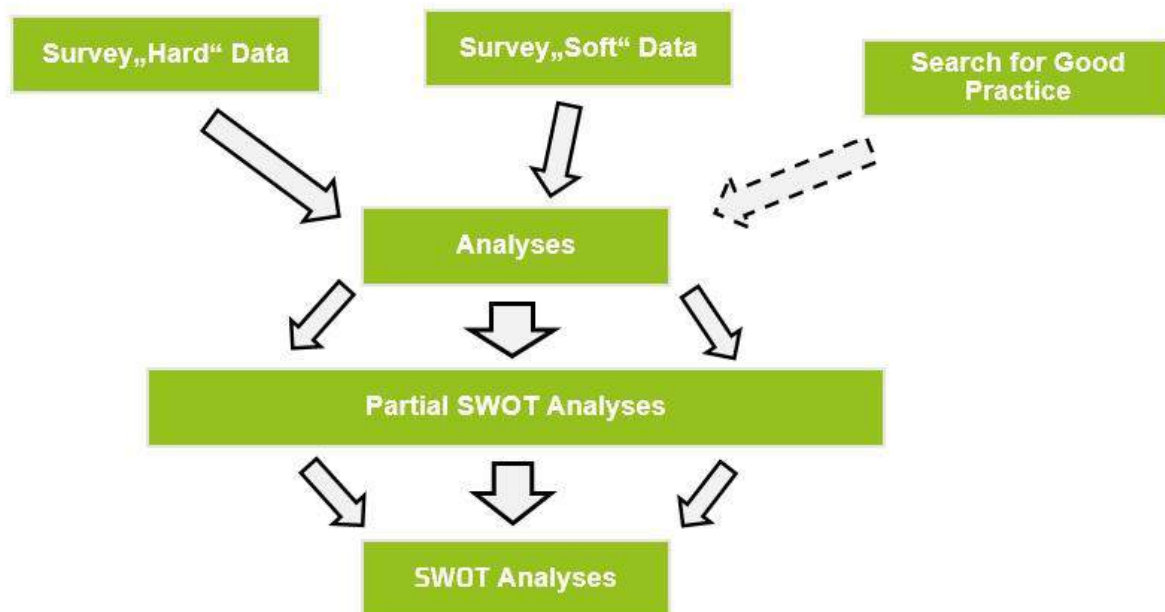 Survey„Hard“ Data
Survey„Soft“ Data
Search for Good
Practice
Analyses
Partial SWOT Analyses
SWOT Analyses